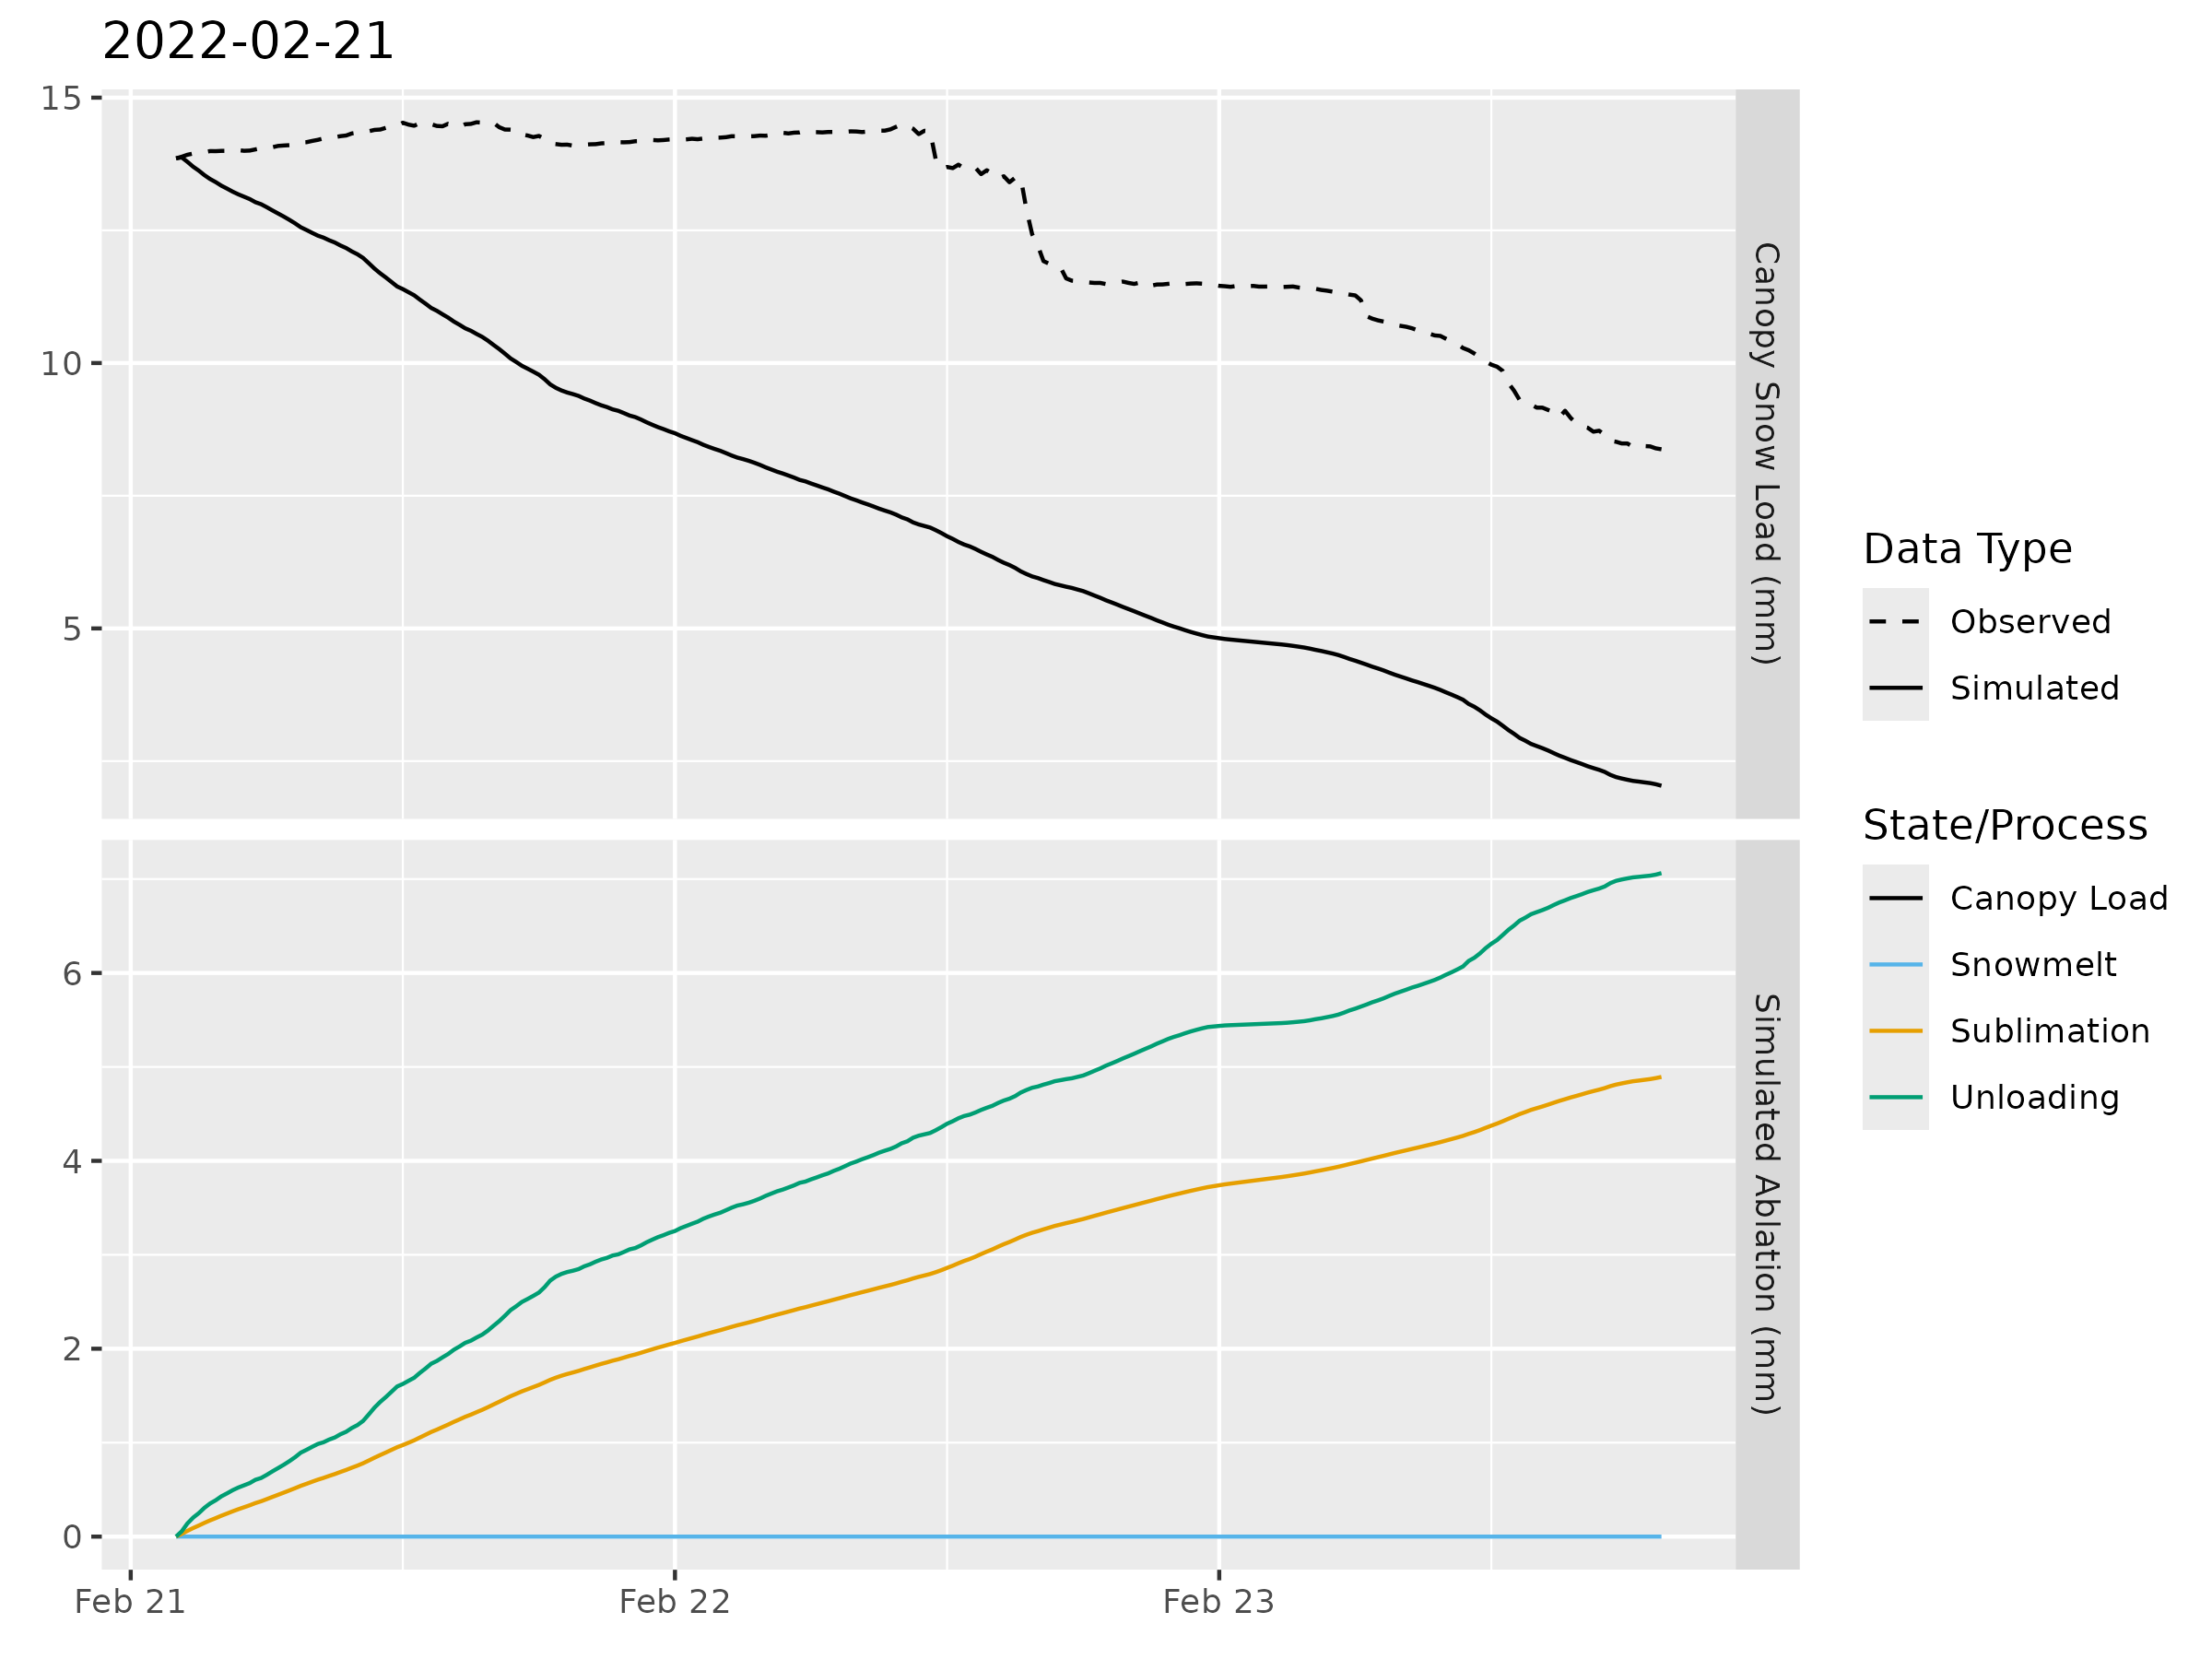 2022-02-21
15
10
5
Canopy Snow Load (mm)
6
4
2
0
Simulated Ablation (mm)
Feb 21
Feb 22
Feb 23
Data Type
Observed
Simulated
State/Process
Canopy Load
Snowmelt
Sublimation
Unloading